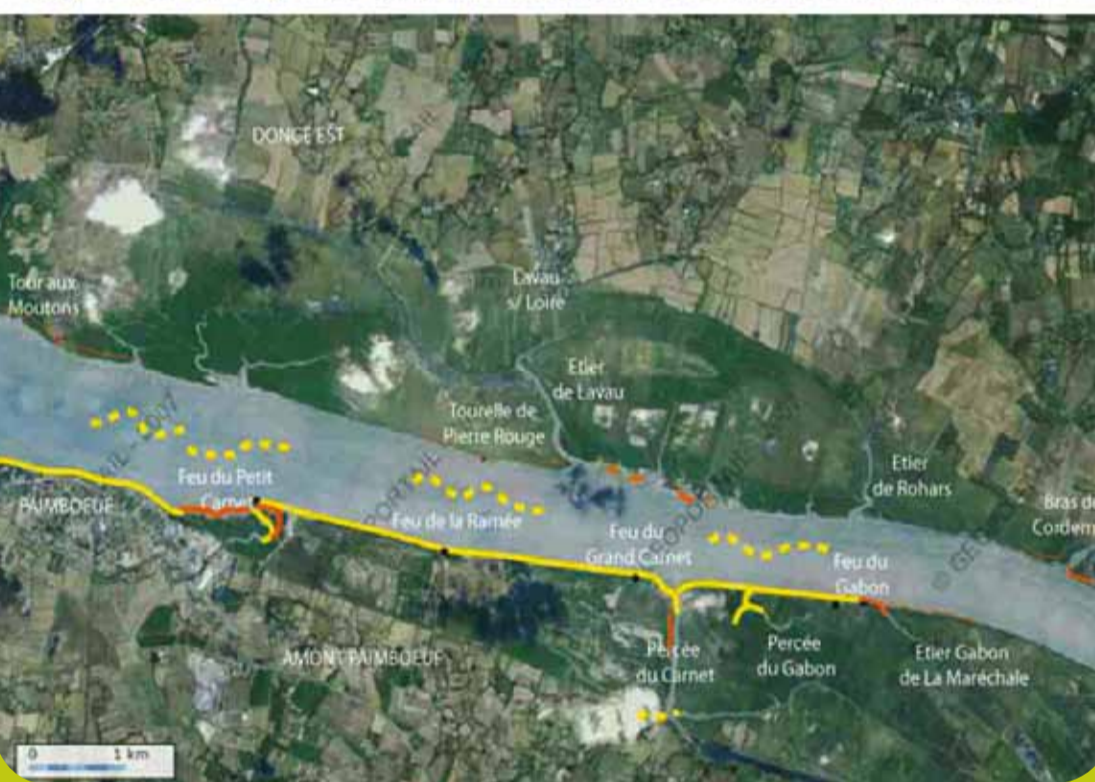 DONGE EST
Tour aux
Moutons
Lavau
s/ Loire
Etier
de Lavau
Tourelle de
Pierre Rouge
Feu du Petit
Carnet
PAIMBOEUF
Feu de la Ramée
Feu du
Grand Carnet
Etier
de Rohars
Bras de
Feu du
Gabon
AMONT PAIMBOEUF
Percée
du Carnet
Percée
du Gabon
Etier Gabon
de La Maréchale
0 1 km